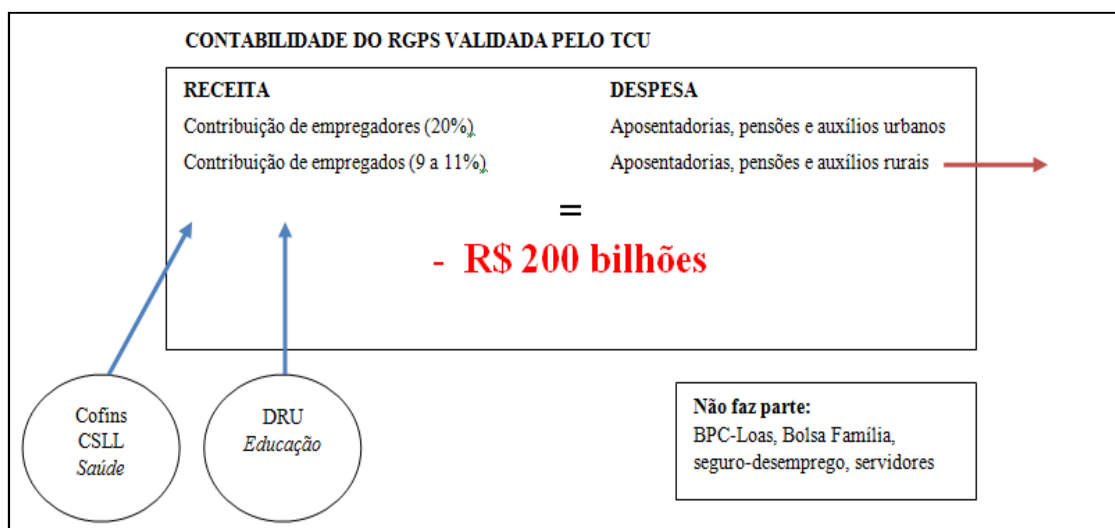 CONTABILIDADE DO RGPS VALIDADA PELO TCU
RECEITA
Contribuição de empregadores (20%)
Contribuição de empregados (9 a 11%)
DESPESA
Aposentadorias, pensões e auxílios urbanos
Aposentadorias, pensões e auxílios rurais
=
- R$ 200 bilhões
Cofins
CSLL
Saúde
DRU
Educação
Não faz parte:
BPC-Loas, Bolsa Família,
seguro-desemprego, servidores